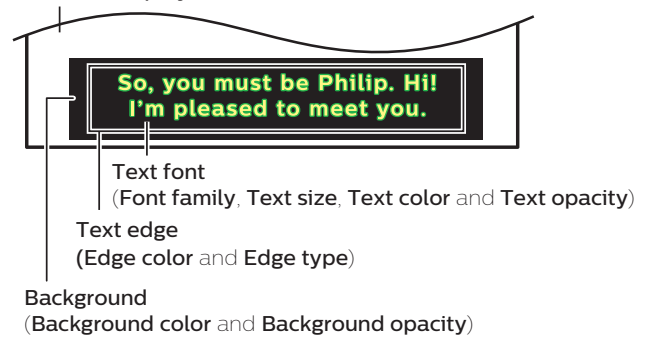 So, you must be Philip. Hi!
I'm pleased to meet you.
Text font
(Font family, Text size, Text color and Text opacity)
Text edge
(Edge color and Edge type)
Background
(Background color and Background opacity)